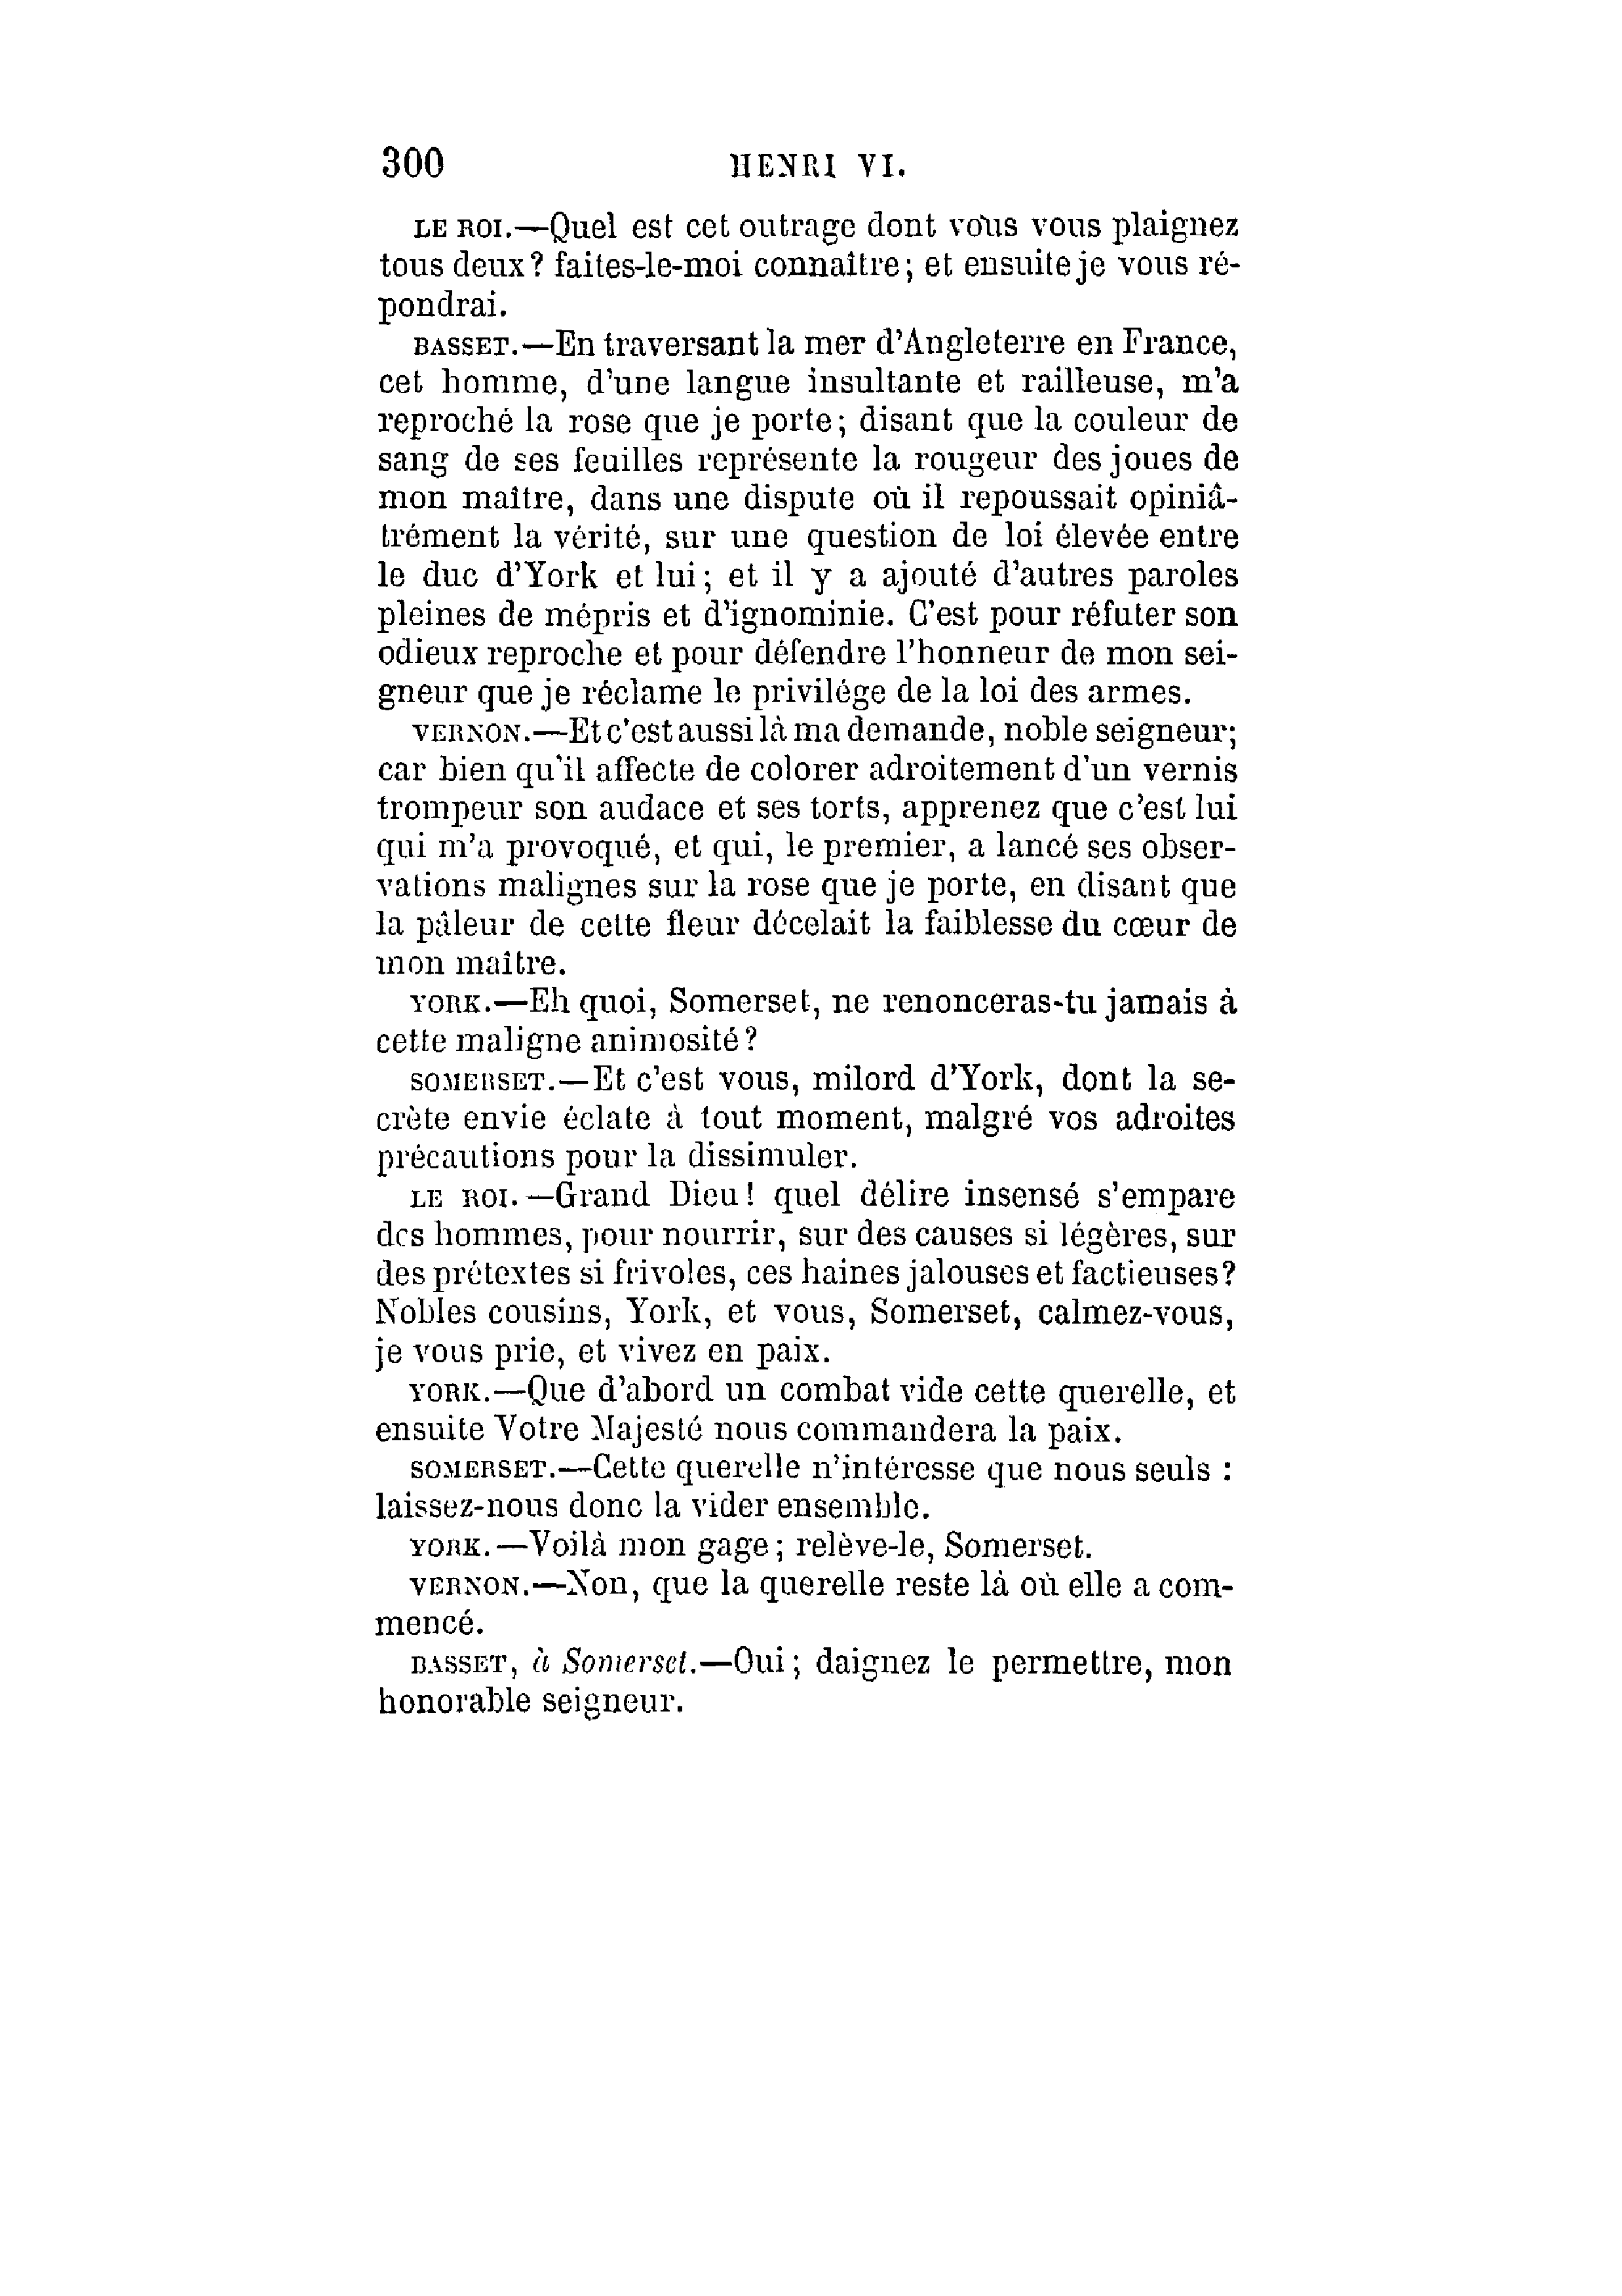 300 HENRI VI.
LE ROI.—Quel est cet outrage dont vous vous plaignez
tous deux? faites-le-moi connaître; et ensuite je vous ré-
pondrai.
BASSET.—En traversant la mer d'Angleterre en France,
cet homme, d'une langue insultante et railleuse, m'a
reproché la rose que je porte; disant que la couleur de
sang de ses feuilles représente la rougeur des joues de
mon maître, dans une dispute où il repoussait opiniâ-
trément la vérité, sur une question de loi élevée entre
le duc d'York et lui; et il y a ajouté d'autres paroles
pleines de mépris et d'ignominie. C'est pour réfuter son
odieux reproche et pour défendre l'honneur de mon sei-
gneur que je réclame le privilége de la loi des armes.
VERNON.—Et c'est aussi là ma demande, noble seigneur;
car bien qu'il affecte de colorer adroitement d'un vernis
trompeur son audace et ses torts, apprenez que c'est lui
qui m'a provoqué, et qui, le premier, a lancé ses obser-
vations malignes sur la rose que je porte, en disant que
la pâleur de cette fleur décelait la faiblesse du cœur de
mon maître.
YORK.—Eh quoi, Somerset, ne renonceras-tu jamais à
cette maligne animosité?
SOMERSET.—Et c'est vous, milord d'York, dont la se-
crète envie éclate à tout moment, malgré vos adroites
précautions pour la dissimuler.
LE ROI.—Grand Dieu! quel délire insensé s'empare
des hommes, pour nourrir, sur des causes si légères, sur
des prétextes si frivoles, ces haines jalouses et factieuses?
Nobles cousins, York, et vous, Somerset, calmez-vous,
je vous prie, et vivez en paix.
YORK.—Que d'abord un combat vide cette querelle, et
ensuite Votre Majesté nous commandera la paix.
SOMERSET.—Cette querelle n'intéresse que nous seuls :
laissez-nous donc la vider ensemble.
YORK.—Voilà mon gage; relève-le, Somerset.
VERNON.—Non, que la querelle reste là où elle a com-
mencé.
BASSET, à Somerset.—Oui; daignez le permettre, mon
honorable seigneur.